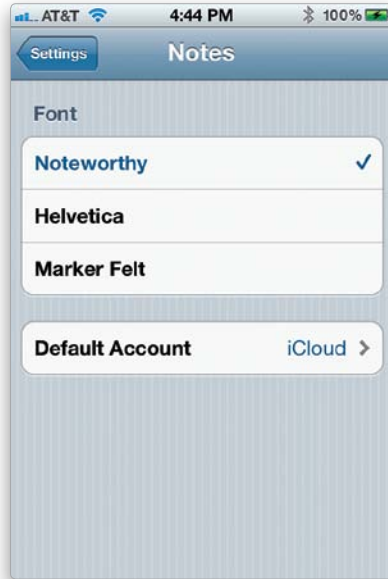 AT&T 4:44 PM 100%
Settings Notes
Font
Noteworthy
Helvetica
Marker Felt
Default Account iCloud